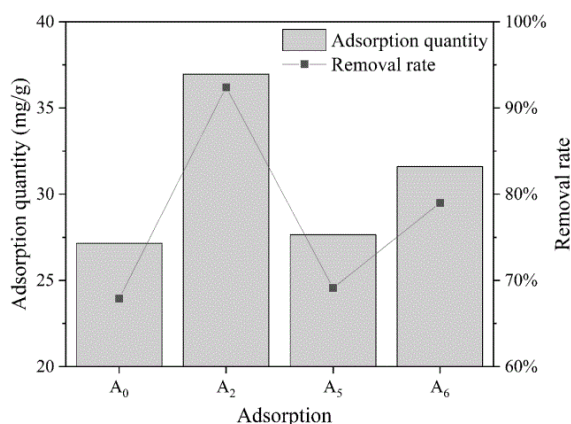 Adsorption quantity
Removal rate
Adsorption quantity (mg/g)
40
35
30
25
20
100%
90%
80%
70%
60%
Removal rate
A₀ A₂ A₅ A₆
Adsorption